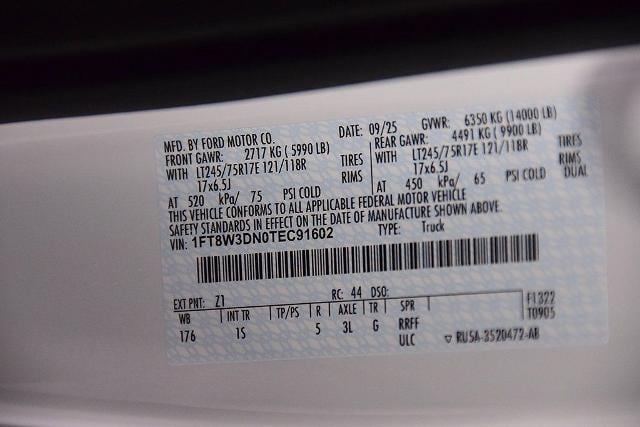 MFD. BY FORD MOTOR CO. DATE: 09/25 GVWR: 6350 KG (14000 LB)
FRONT GAWR: 2717 KG ( 5990 LB) REAR GAWR: 4491 KG ( 9900 LB)
WITH LT245/75R17E 121/118R TIRES WITH LT245/75R17E 121/118R TIRES
17x6.5J RIMS 17x6.5J RIMS
AT 520 kPa/ 75 PSI COLD AT 450 kPa/ 65 PSI COLD DUAL
THIS VEHICLE CONFORMS TO ALL APPLICABLE FEDERAL MOTOR VEHICLE
SAFETY STANDARDS IN EFFECT ON THE DATE OF MANUFACTURE SHOWN ABOVE.
VIN: 1FT8W3DN0TEC91602 TYPE: Truck
EXT PNT: Z1 RC: 44 DSO: F1322
WB INT TR TP/PS R AXLE TR SPR T0905
176 1S 5 3L G RRFF
ULC ▽ RU5A-3520472-AB